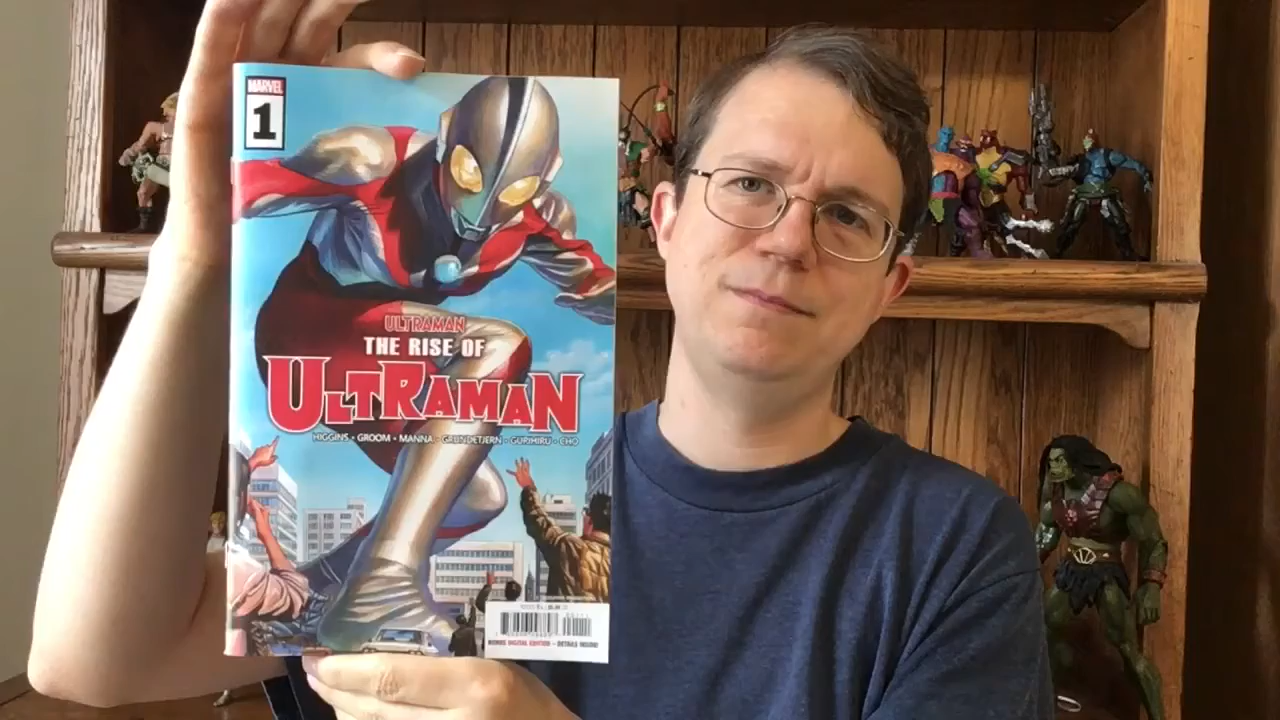 MARVEL
1
ULTRAMAN
THE RISE OF
ULTRAMAN
HIGGINS • GROOM • MANNA • GRUNDETJERN • GURIHIRU • CHO
BONUS DIGITAL EDITION – DETAILS INSIDE!